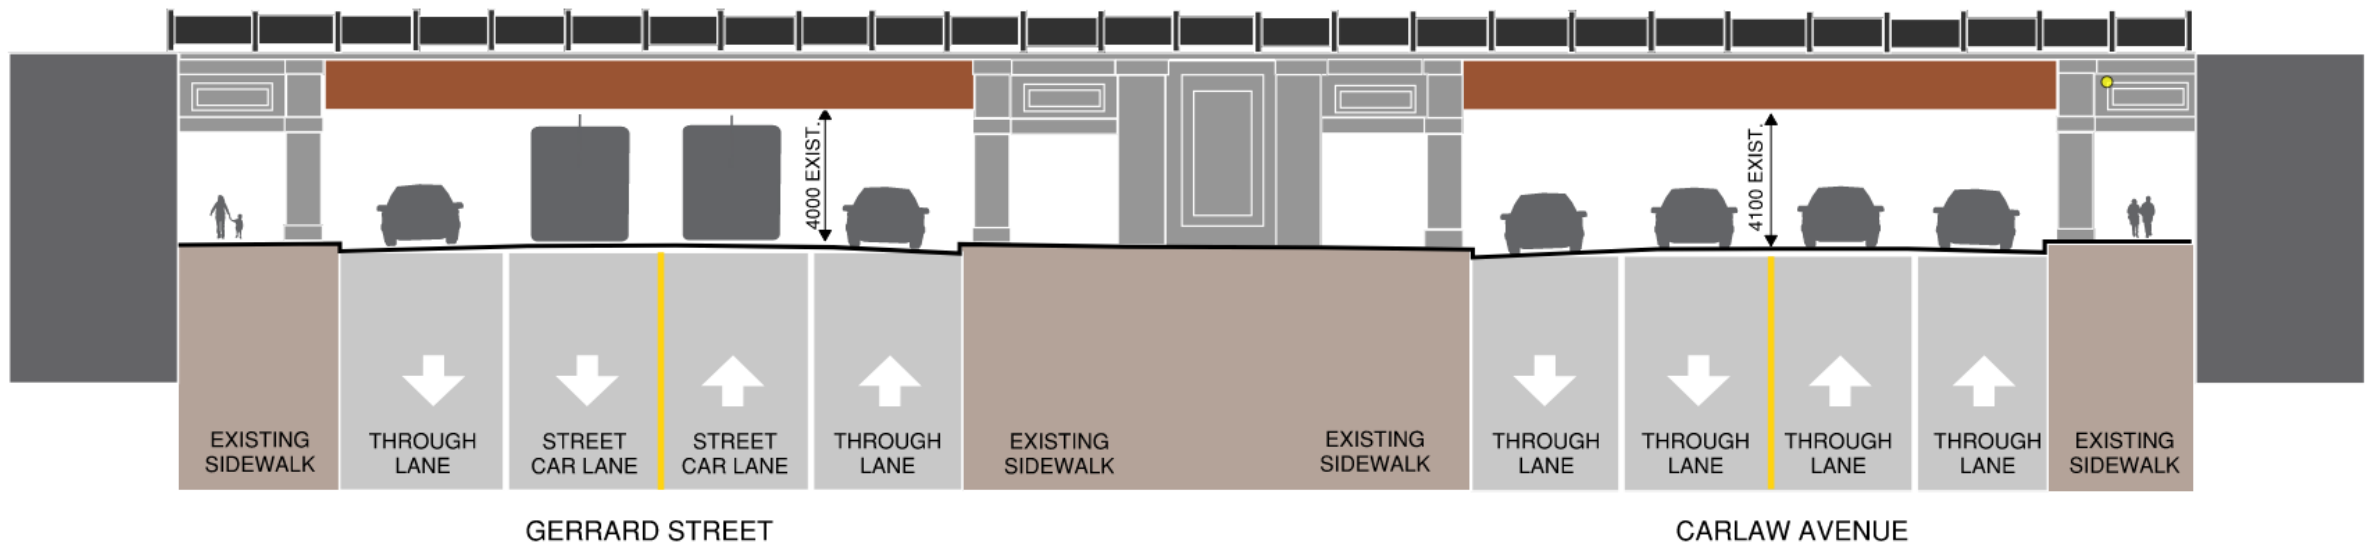 4000 EXIST.
4100 EXIST.
EXISTING
SIDEWALK
THROUGH
LANE
STREET
CAR LANE
STREET
CAR LANE
THROUGH
LANE
EXISTING
SIDEWALK
EXISTING
SIDEWALK
THROUGH
LANE
THROUGH
LANE
THROUGH
LANE
THROUGH
LANE
EXISTING
SIDEWALK
GERRARD STREET
CARLAW AVENUE